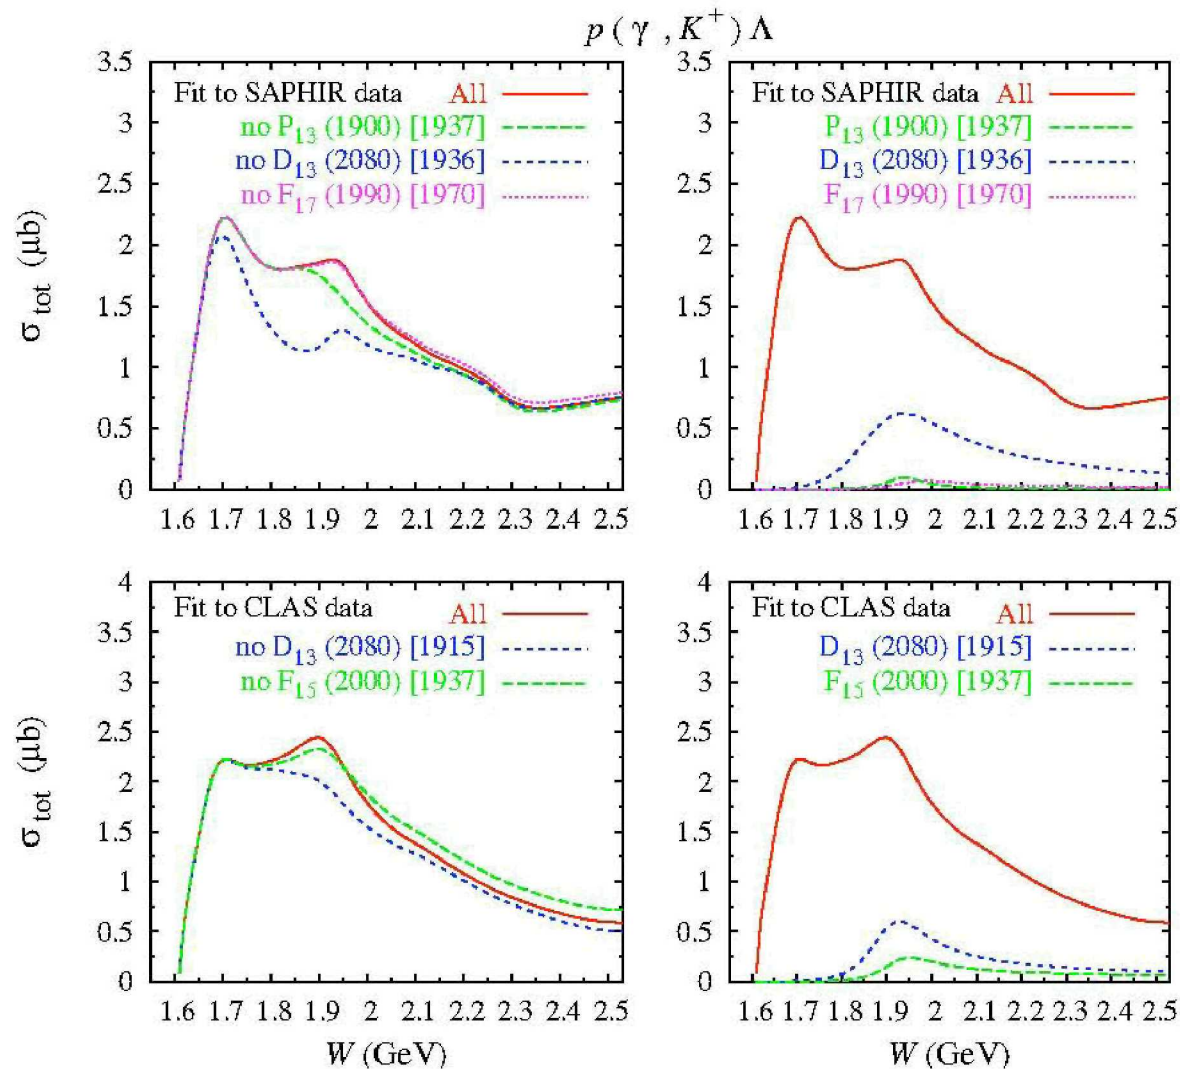 p ( γ , K⁺ ) Λ
3.5
3
2.5
2
1.5
1
0.5
0
σ_tot (μb)
Fit to SAPHIR data All
no P₁₃ (1900) [1937]
no D₁₃ (2080) [1936]
no F₁₇ (1990) [1970]
1.6 1.7 1.8 1.9 2 2.1 2.2 2.3 2.4 2.5
3.5
3
2.5
2
1.5
1
0.5
0
Fit to SAPHIR data All
P₁₃ (1900) [1937]
D₁₃ (2080) [1936]
F₁₇ (1990) [1970]
1.6 1.7 1.8 1.9 2 2.1 2.2 2.3 2.4 2.5
4
3.5
3
2.5
2
1.5
1
0.5
0
σ_tot (μb)
Fit to CLAS data All
no D₁₃ (2080) [1915]
no F₁₅ (2000) [1937]
1.6 1.7 1.8 1.9 2 2.1 2.2 2.3 2.4 2.5
W (GeV)
4
3.5
3
2.5
2
1.5
1
0.5
0
Fit to CLAS data All
D₁₃ (2080) [1915]
F₁₅ (2000) [1937]
1.6 1.7 1.8 1.9 2 2.1 2.2 2.3 2.4 2.5
W (GeV)